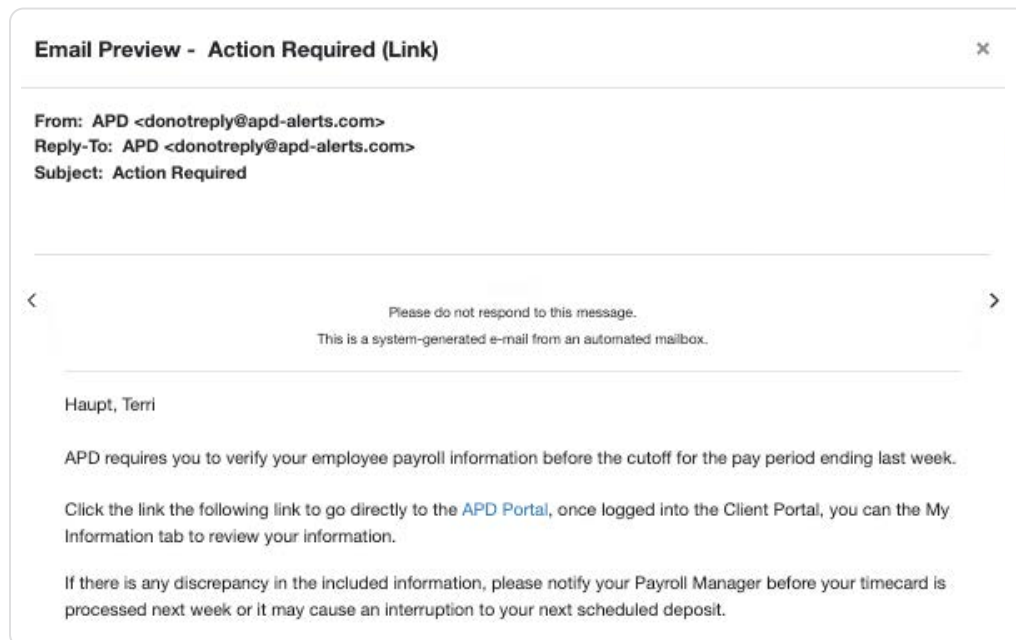 Email Preview - Action Required (Link)
From: APD <donotreply@apd-alerts.com>
Reply-To: APD <donotreply@apd-alerts.com>
Subject: Action Required
Please do not respond to this message.
This is a system-generated e-mail from an automated mailbox.
Haupt, Terri
APD requires you to verify your employee payroll information before the cutoff for the pay period ending last week.
Click the link the following link to go directly to the APD Portal, once logged into the Client Portal, you can the My
Information tab to review your information.
If there is any discrepancy in the included information, please notify your Payroll Manager before your timecard is
processed next week or it may cause an interruption to your next scheduled deposit.